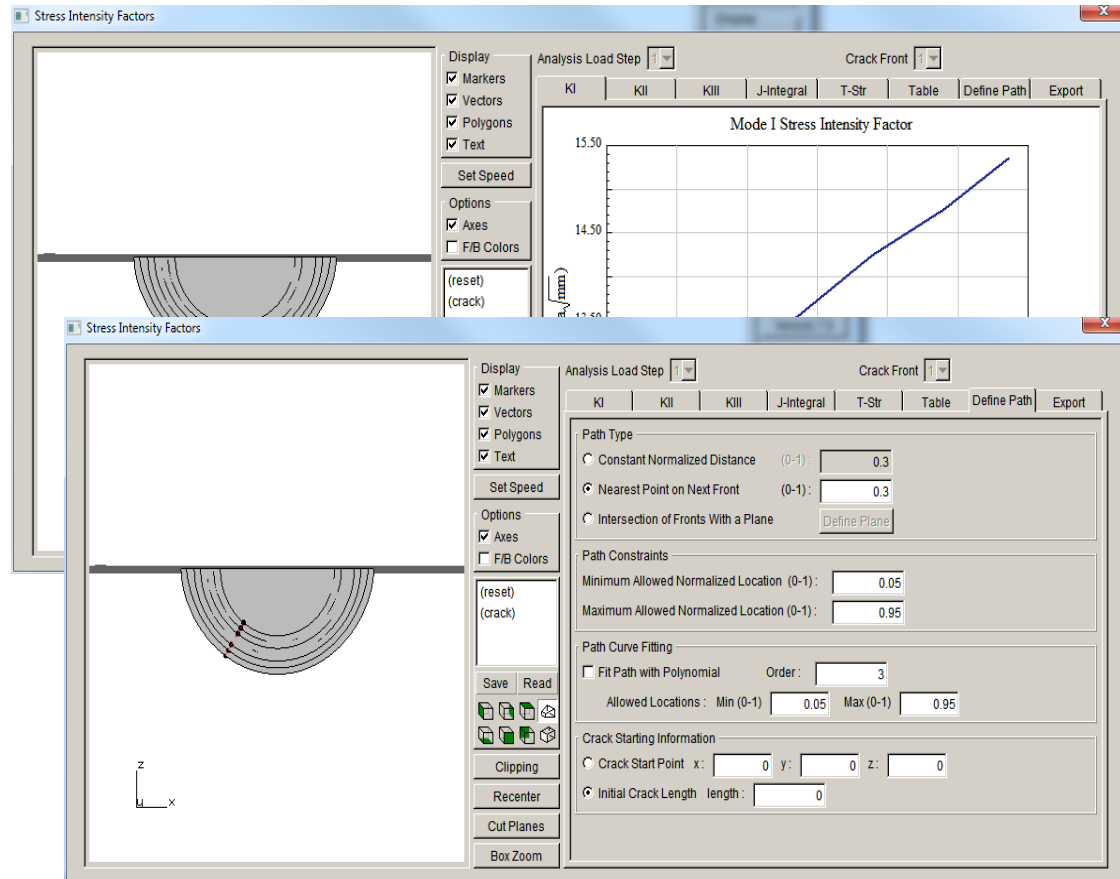 Stress Intensity Factors
Display
Markers
Vectors
Polygons
Text
Set Speed
Options
Axes
F/B Colors
(reset)
(crack)
Analysis Load Step 1
Crack Front 1
KI KII KIII J-Integral T-Str Table Define Path Export
Mode I Stress Intensity Factor
15.50
14.50
Stress Intensity Factors
Display
Markers
Vectors
Polygons
Text
Set Speed
Options
Axes
F/B Colors
(reset)
(crack)
Save Read
Clipping
Recenter
Cut Planes
Box Zoom
z
x
Analysis Load Step 1
Crack Front 1
KI KII KIII J-Integral T-Str Table Define Path Export
Path Type
Constant Normalized Distance (0-1) : 0.3
Nearest Point on Next Front (0-1) : 0.3
Intersection of Fronts With a Plane Define Plane
Path Constraints
Minimum Allowed Normalized Location (0-1) : 0.05
Maximum Allowed Normalized Location (0-1) : 0.95
Path Curve Fitting
Fit Path with Polynomial Order : 3
Allowed Locations : Min (0-1) 0.05 Max (0-1) 0.95
Crack Starting Information
Crack Start Point x : 0 y : 0 z : 0
Initial Crack Length length : 0